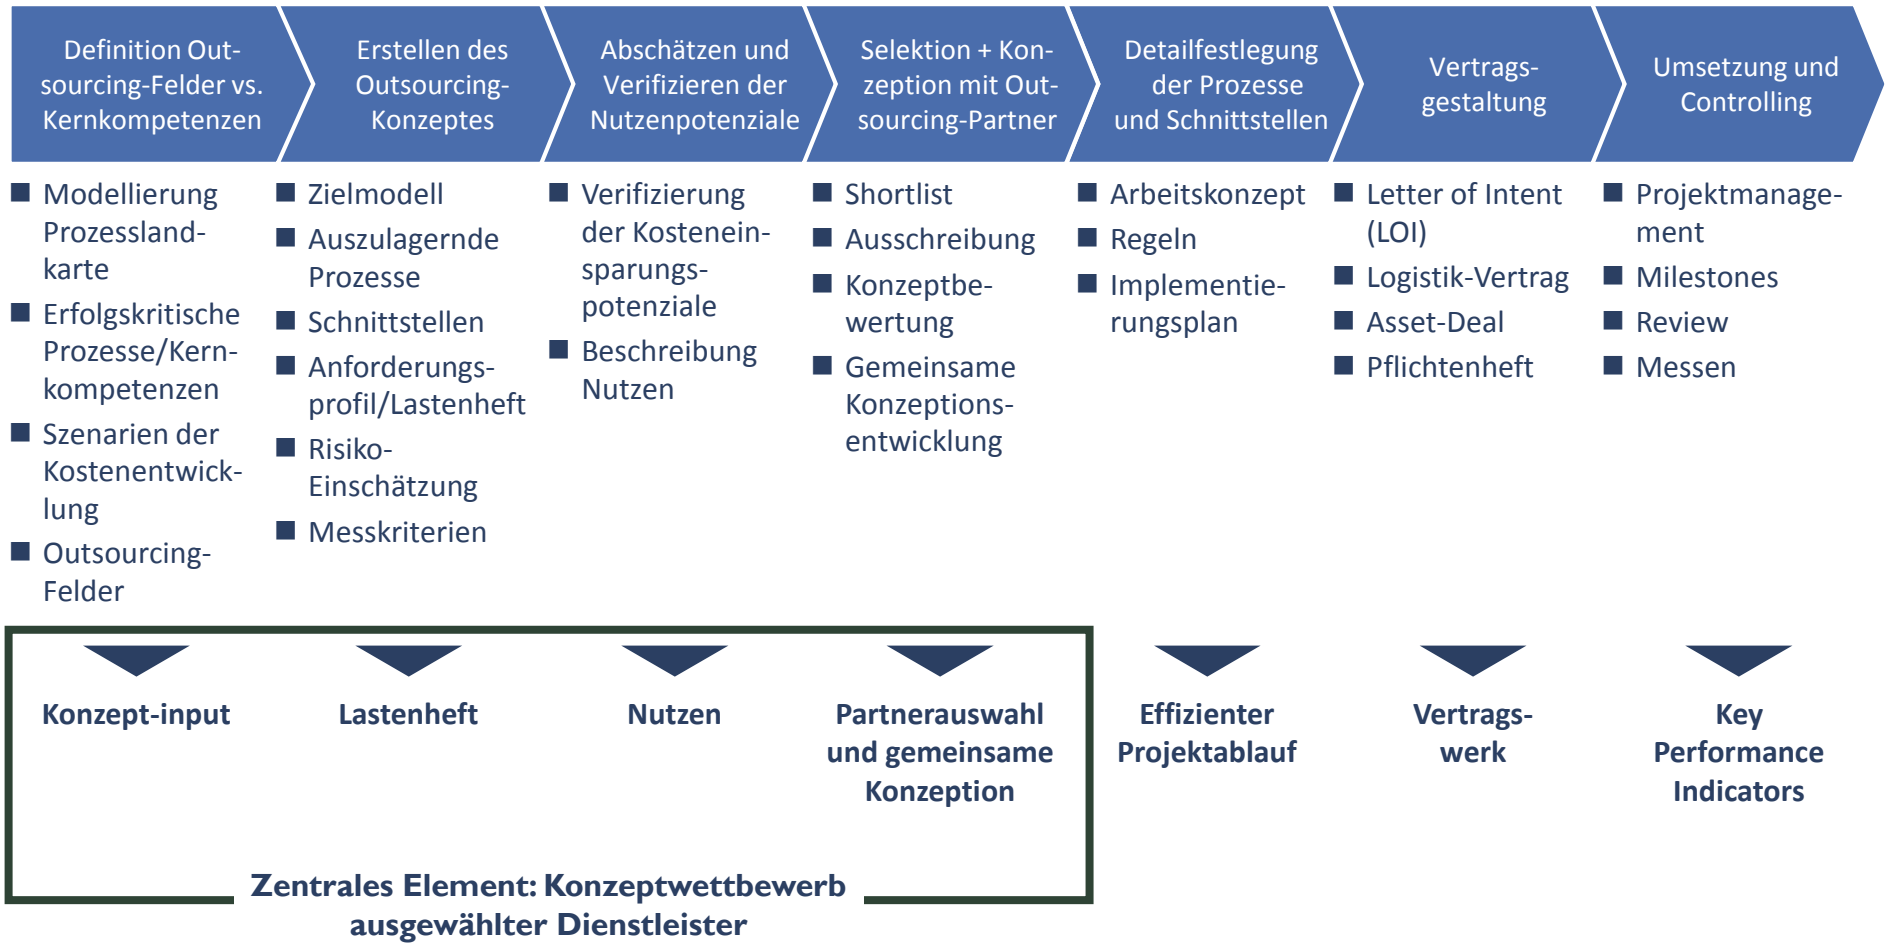 Definition Out-
sourcing-Felder vs.
Kernkompetenzen
Erstellen des
Outsourcing-
Konzeptes
Abschätzen und
Verifizieren der
Nutzenpotenziale
Selektion + Kon-
zeption mit Out-
sourcing-Partner
Detailfestlegung
der Prozesse
und Schnittstellen
Vertrags-
gestaltung
Umsetzung und
Controlling
Modellierung
Prozessland-
karte
Erfolgskritische
Prozesse/Kern-
kompetenzen
Szenarien der
Kostenentwick-
lung
Outsourcing-
Felder
Zielmodell
Auszulagernde
Prozesse
Schnittstellen
Anforderungs-
profil/Lastenheft
Risiko-
Einschätzung
Messkriterien
Verifizierung
der Kostenein-
sparungs-
potenziale
Beschreibung
Nutzen
Shortlist
Ausschreibung
Konzeptbe-
wertung
Gemeinsame
Konzeptions-
entwicklung
Arbeitskonzept
Regeln
Implementie-
rungsplan
Letter of Intent
(LOI)
Logistik-Vertrag
Asset-Deal
Pflichtenheft
Projektmanage-
ment
Milestones
Review
Messen
Konzept-input
Lastenheft
Nutzen
Partnerauswahl
und gemeinsame
Konzeption
Effizienter
Projektablauf
Vertrags-
werk
Key
Performance
Indicators
Zentrales Element: Konzeptwettbewerb
ausgewählter Dienstleister